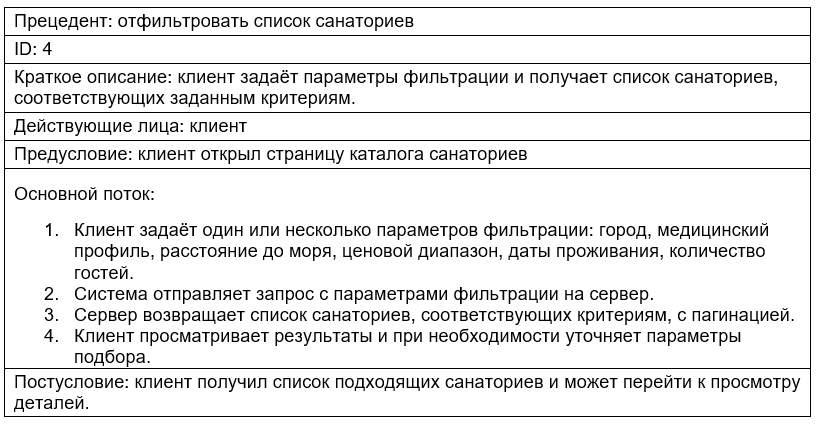 Прецедент: отфильтровать список санаториев
ID: 4
Краткое описание: клиент задаёт параметры фильтрации и получает список санаториев,
соответствующих заданным критериям.
Действующие лица: клиент
Предусловие: клиент открыл страницу каталога санаториев
Основной поток:
1. Клиент задаёт один или несколько параметров фильтрации: город, медицинский
профиль, расстояние до моря, ценовой диапазон, даты проживания, количество
гостей.
2. Система отправляет запрос с параметрами фильтрации на сервер.
3. Сервер возвращает список санаториев, соответствующих критериям, с пагинацией.
4. Клиент просматривает результаты и при необходимости уточняет параметры
подбора.
Постусловие: клиент получил список подходящих санаториев и может перейти к просмотру
деталей.